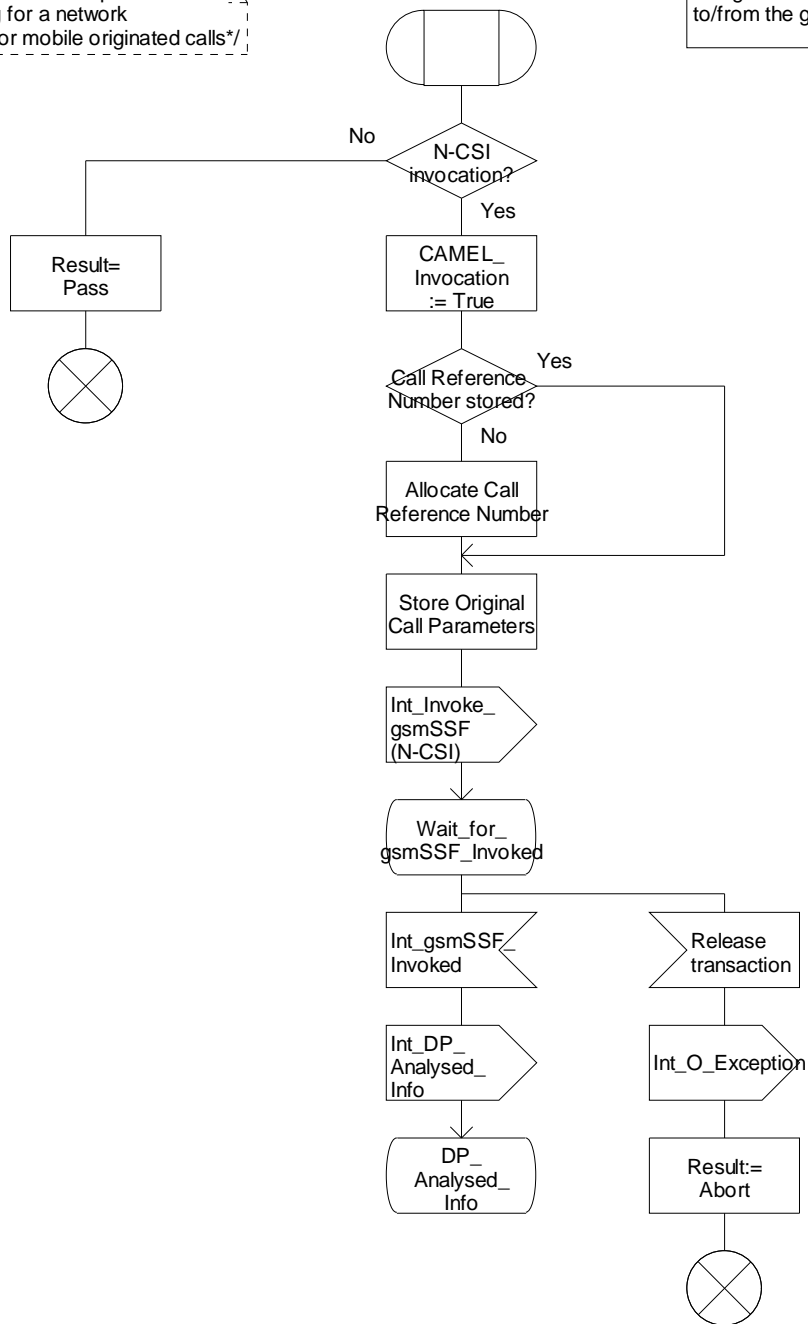 g for a network
or mobile originated calls*/
to/from the g
No
N-CSI
invocation?
Yes
Result=
Pass
CAMEL_
Invocation
:= True
Call Reference
Number stored?
Yes
No
Allocate Call
Reference Number
Store Original
Call Parameters
Int_Invoke_
gsmSSF
(N-CSI)
Wait_for_
gsmSSF_Invoked
Int_gsmSSF_
Invoked
Release
transaction
Int_DP_
Analysed_
Info
Int_O_Exception
DP_
Analysed_
Info
Result:=
Abort